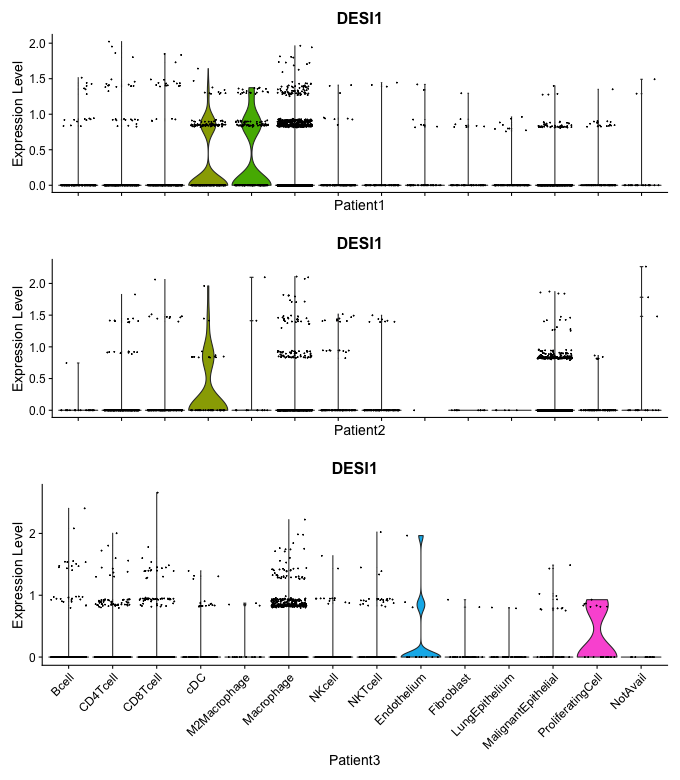 DESI1
Expression Level
2.0
1.5
1.0
0.5
0.0
Patient1
DESI1
Expression Level
2.0
1.5
1.0
0.5
0.0
Patient2
DESI1
Expression Level
2
1
0
Bcell
CD4Tcell
CD8Tcell
cDC
M2Macrophage
Macrophage
NKcell
NKTcell
Endothelium
Fibroblast
LungEpithelium
MalignantEpithelial
ProliferatingCell
NotAvail
Patient3